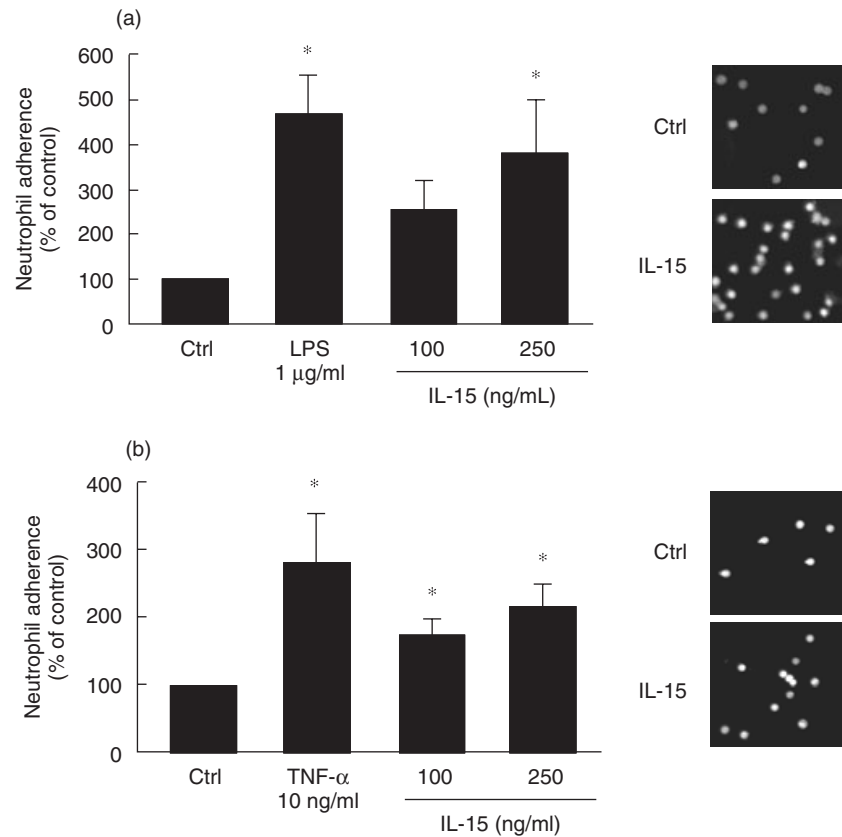 (a)
Neutrophil adherence
(% of control)
600
500
400
300
200
100
0
*
*
Ctrl
LPS
1 μg/ml
100
250
IL-15 (ng/mL)
Ctrl
IL-15
(b)
Neutrophil adherence
(% of control)
400
300
200
100
0
*
*
*
Ctrl
TNF-α
10 ng/ml
100
250
IL-15 (ng/ml)
Ctrl
IL-15